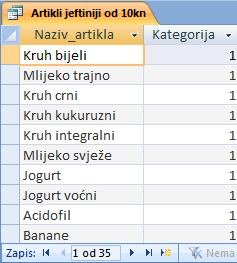 Artikli jeftiniji od 10kn
Naziv_artikla Kategorija
Kruh bijeli 1
Mlijeko trajno 1
Kruh crni 1
Kruh kukuruzni 1
Kruh integralni 1
Mlijeko svježe 1
Jogurt 1
Jogurt voćni 1
Acidofil 1
Banane 1
Zapis: 1 od 35 Nema